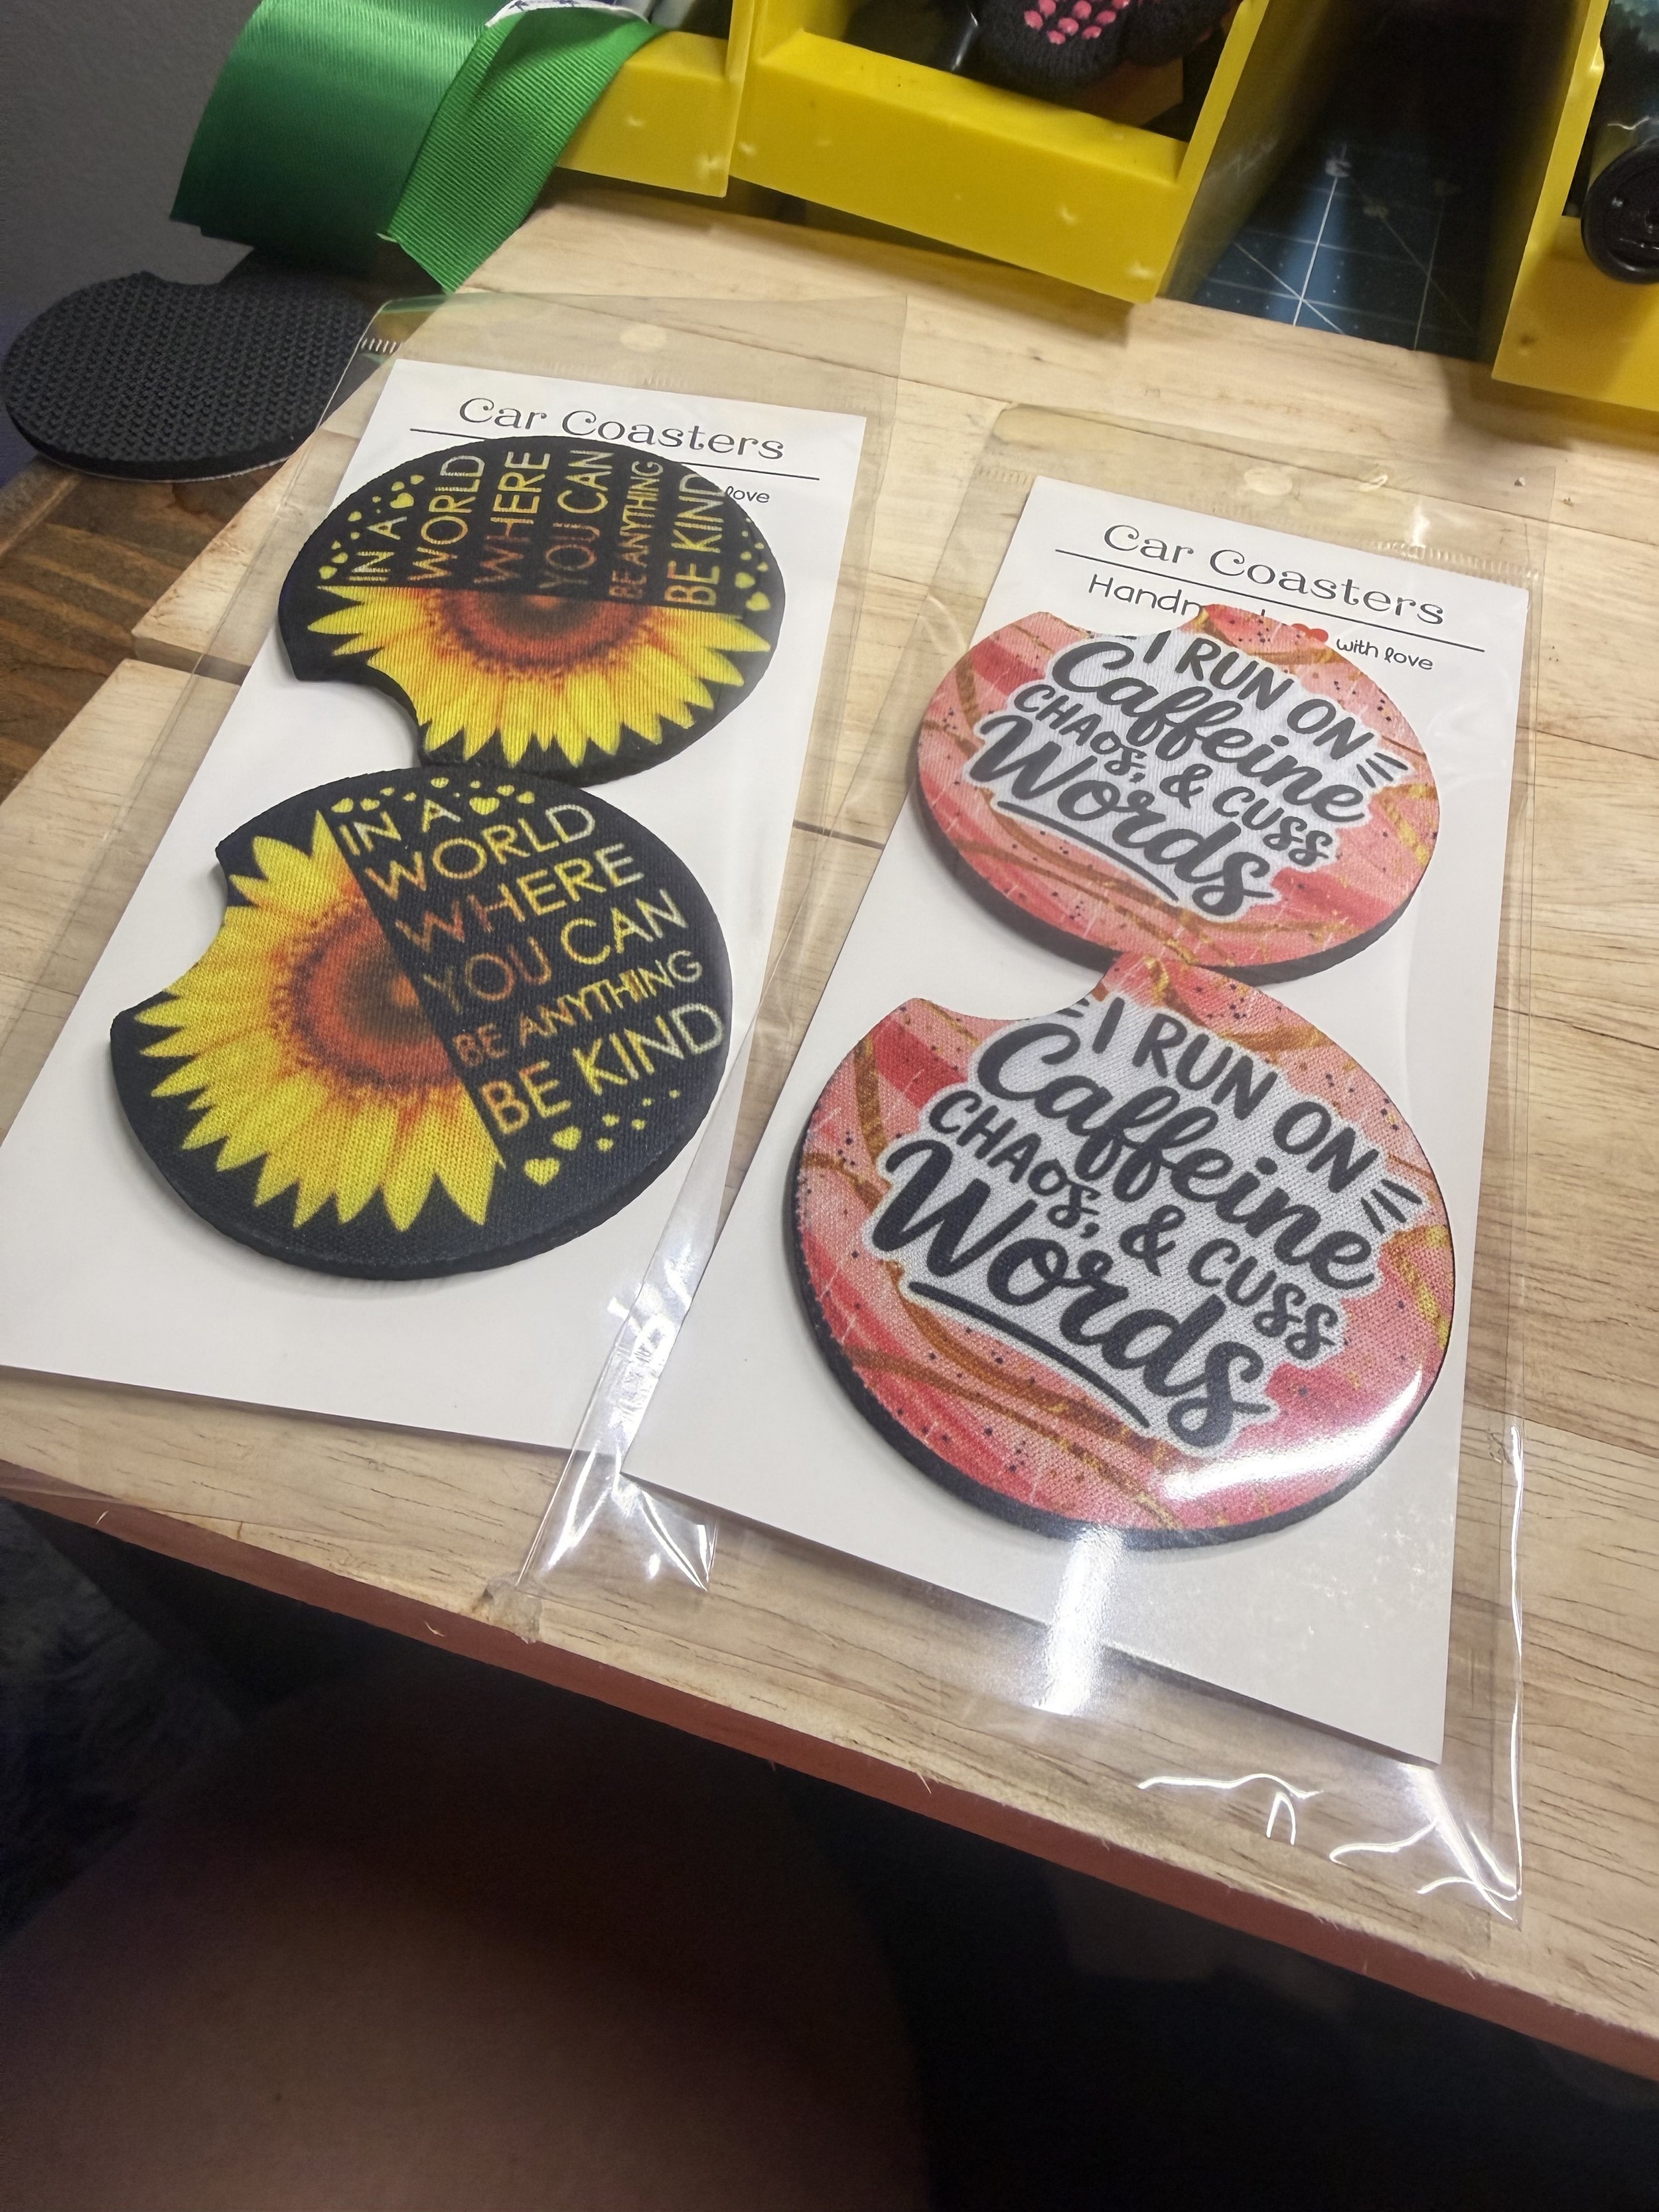 Car Coasters
love
IN A
WORLD
WHERE
YOU CAN
BE ANYTHING
BE KIND
IN A
WORLD
WHERE
YOU CAN
BE ANYTHING
BE KIND
Car Coasters
with love
I RUN ON
Caffeine
CHAOS, & CUSS
Words
I RUN ON
Caffeine
CHAOS, & CUSS
Words